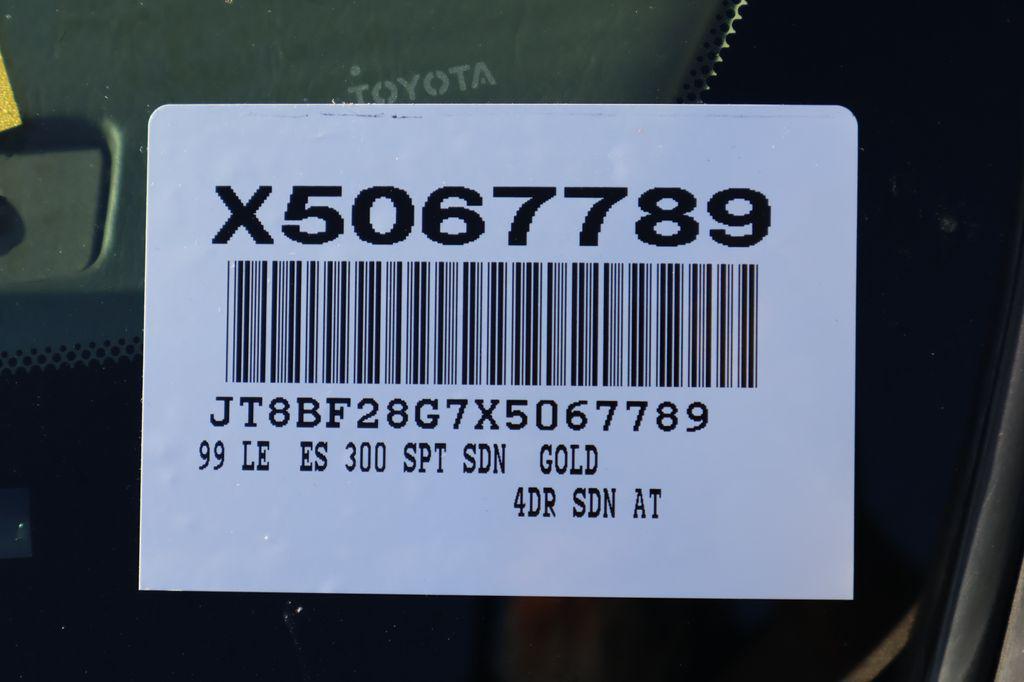 TOYOTA
X5067789
JT8BF28G7X5067789
99 LE ES 300 SPT SDN GOLD
4DR SDN AT